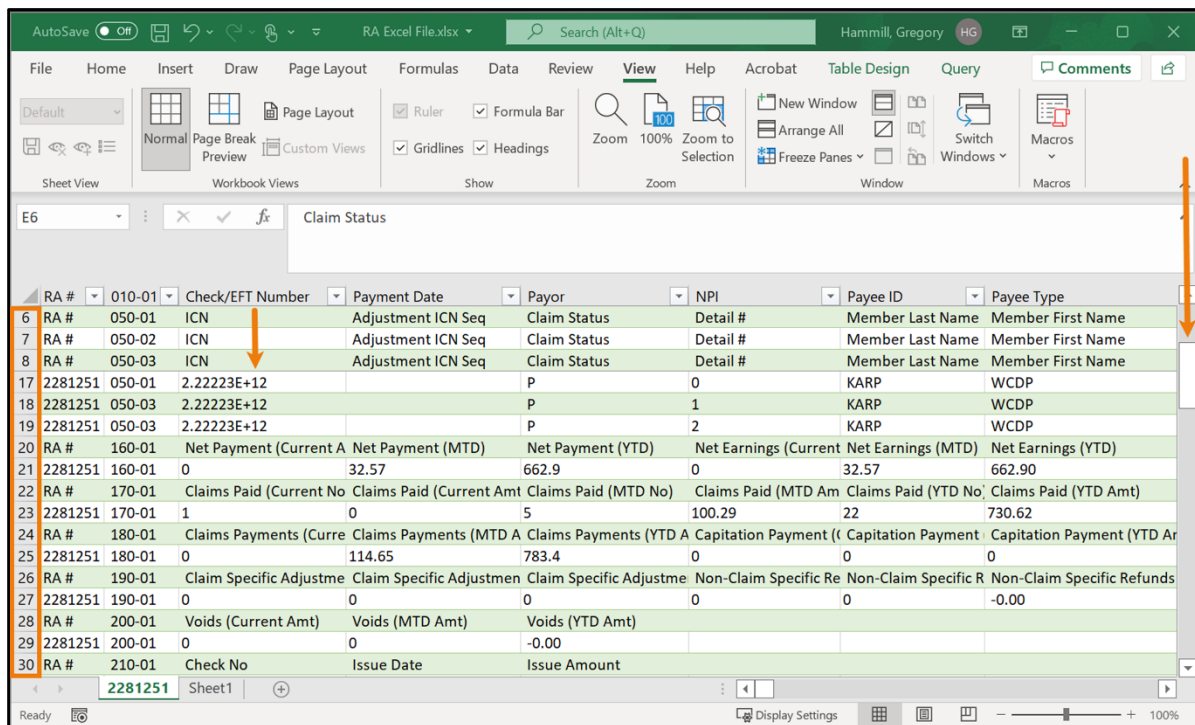 AutoSave Off RA Excel File.xlsx Search (Alt+Q) Hammill, Gregory HG
File Home Insert Draw Page Layout Formulas Data Review View Help Acrobat Table Design Query Comments
Default Normal Page Break Preview Page Layout Custom Views Ruler Formula Bar Gridlines Headings Zoom 100 100% Zoom to Selection New Window Arrange All Freeze Panes Switch Windows Macros
Sheet View Workbook Views Show Zoom Window Macros
E6 fx Claim Status
RA # 010-01 Check/EFT Number Payment Date Payor NPI Payee ID Payee Type
6 RA # 050-01 ICN Adjustment ICN Seq Claim Status Detail # Member Last Name Member First Name
7 RA # 050-02 ICN Adjustment ICN Seq Claim Status Detail # Member Last Name Member First Name
8 RA # 050-03 ICN Adjustment ICN Seq Claim Status Detail # Member Last Name Member First Name
17 2281251 050-01 2.22223E+12 P 0 KARP WCDP
18 2281251 050-03 2.22223E+12 P 1 KARP WCDP
19 2281251 050-03 2.22223E+12 P 2 KARP WCDP
20 RA # 160-01 Net Payment (Current A Net Payment (MTD) Net Payment (YTD) Net Earnings (Current Net Earnings (MTD) Net Earnings (YTD)
21 2281251 160-01 0 32.57 662.9 0 32.57 662.90
22 RA # 170-01 Claims Paid (Current No Claims Paid (Current Amt Claims Paid (MTD No) Claims Paid (MTD Am Claims Paid (YTD No) Claims Paid (YTD Amt)
23 2281251 170-01 1 0 5 100.29 22 730.62
24 RA # 180-01 Claims Payments (Curre Claims Payments (MTD A Claims Payments (YTD A Capitation Payment (C Capitation Payment Capitation Payment (YTD Ar
25 2281251 180-01 0 114.65 783.4 0 0 0
26 RA # 190-01 Claim Specific Adjustme Claim Specific Adjustmen Claim Specific Adjustme Non-Claim Specific Re Non-Claim Specific R Non-Claim Specific Refunds
27 2281251 190-01 0 0 0 0 0 -0.00
28 RA # 200-01 Voids (Current Amt) Voids (MTD Amt) Voids (YTD Amt)
29 2281251 200-01 0 0 -0.00
30 RA # 210-01 Check No Issue Date Issue Amount
2281251 Sheet1
Ready Display Settings 100%